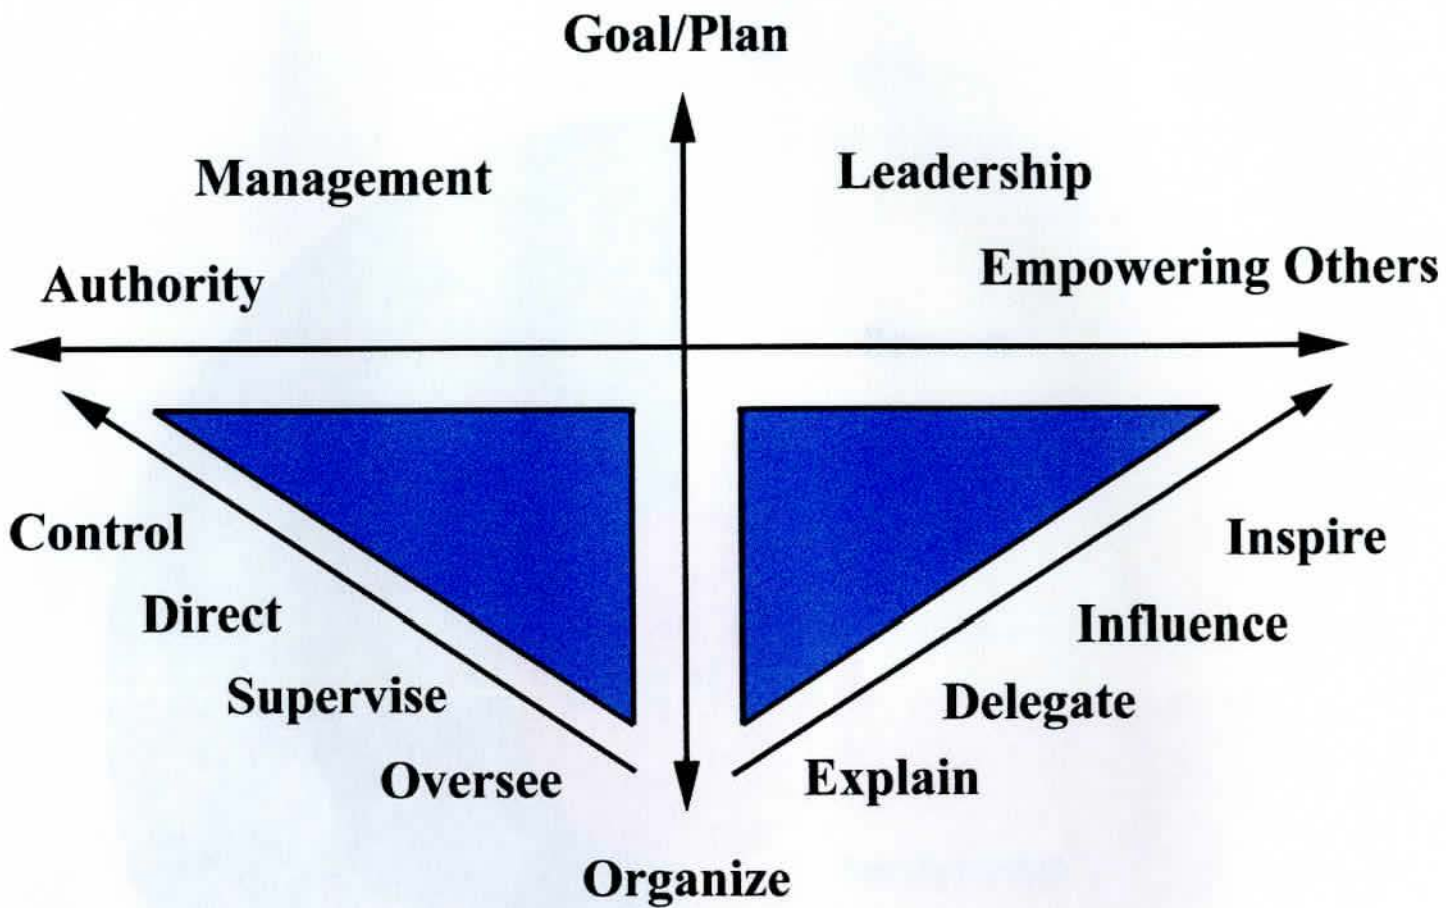 Goal/Plan
Management
Leadership
Authority
Empowering Others
Control
Inspire
Direct
Influence
Supervise
Delegate
Oversee
Explain
Organize